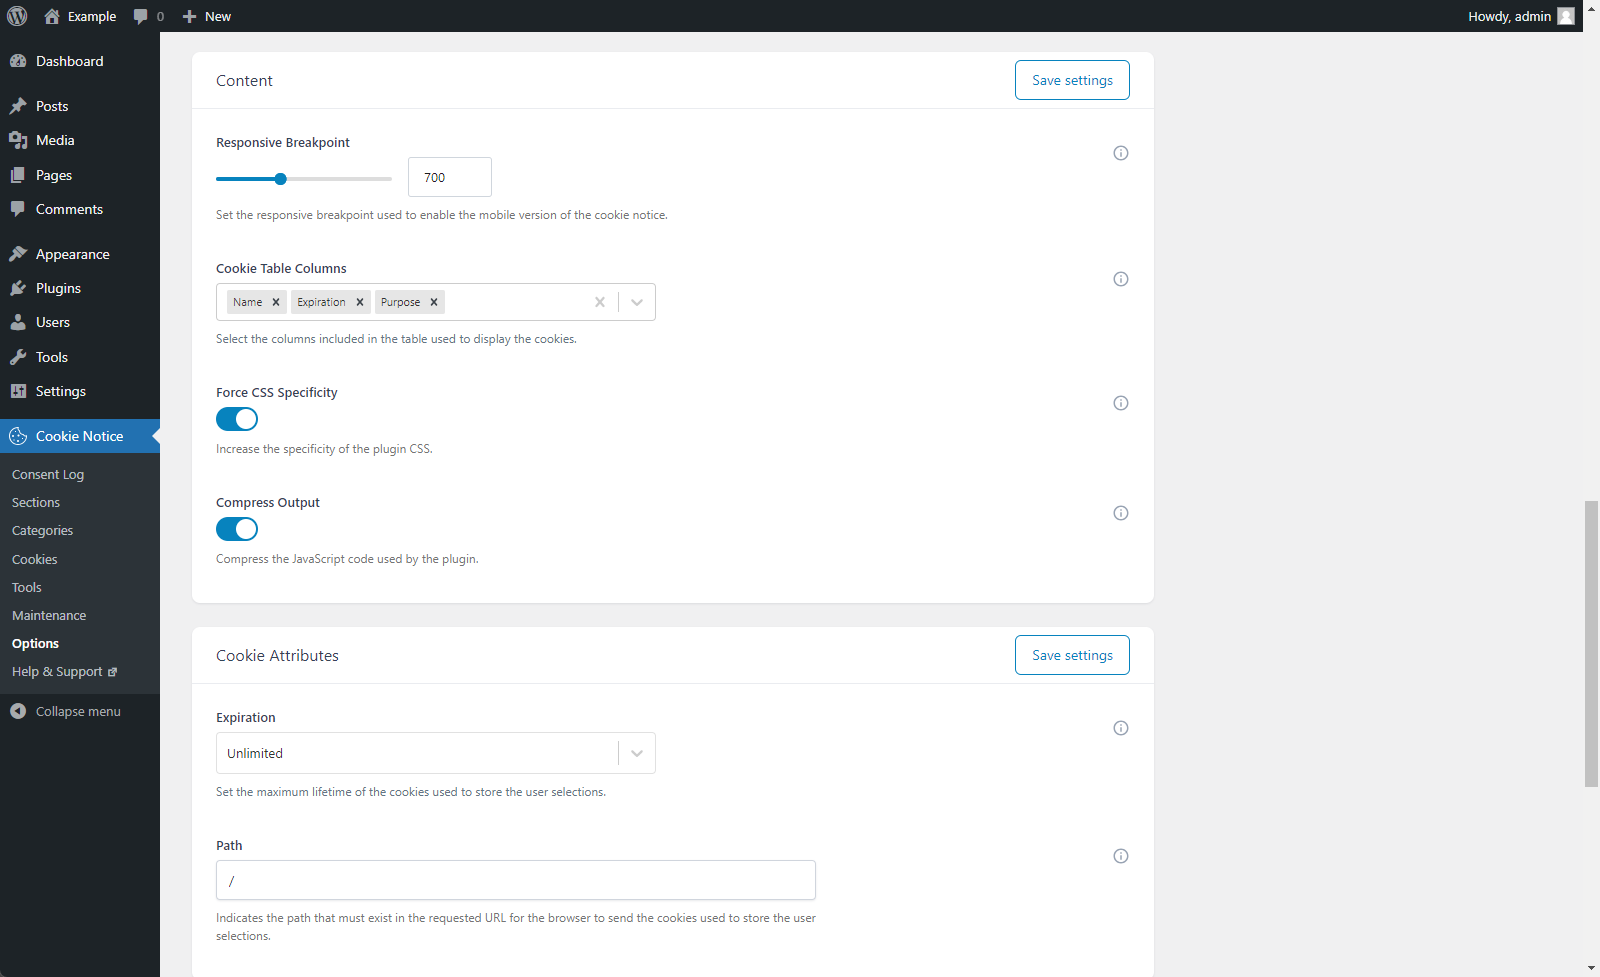 Example
0
New
Howdy, admin
Dashboard
Posts
Media
Pages
Comments
Appearance
Plugins
Users
Tools
Settings
Cookie Notice
Consent Log
Sections
Categories
Cookies
Tools
Maintenance
Options
Help & Support
Collapse menu
Content
Save settings
Responsive Breakpoint
700
Set the responsive breakpoint used to enable the mobile version of the cookie notice.
Cookie Table Columns
Name
Expiration
Purpose
Select the columns included in the table used to display the cookies.
Force CSS Specificity
Increase the specificity of the plugin CSS.
Compress Output
Compress the JavaScript code used by the plugin.
Cookie Attributes
Save settings
Expiration
Unlimited
Set the maximum lifetime of the cookies used to store the user selections.
Path
/
Indicates the path that must exist in the requested URL for the browser to send the cookies used to store the user
selections.